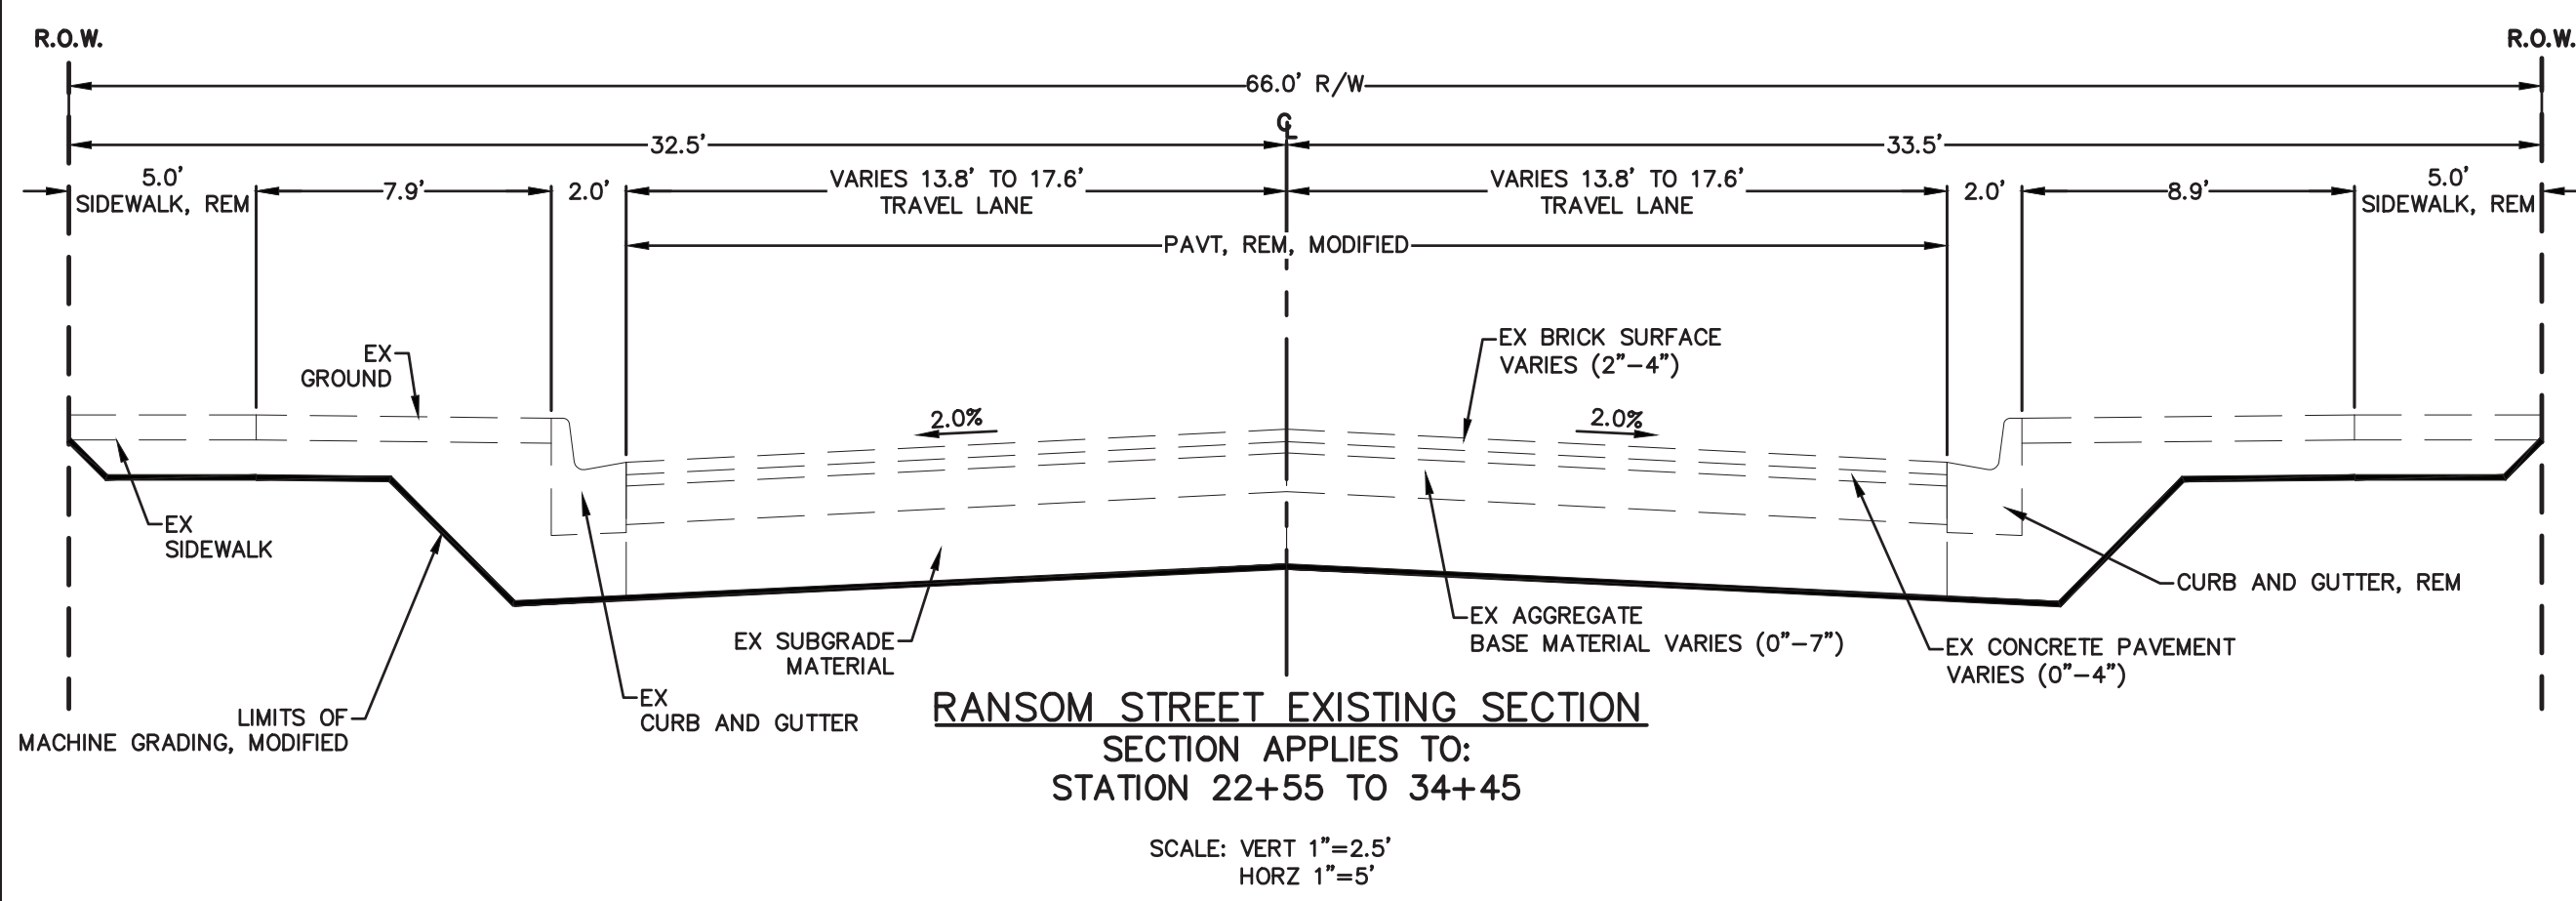 R.O.W.
R.O.W.
66.0' R/W
CL
32.5'
33.5'
5.0'
SIDEWALK, REM
7.9'
2.0'
VARIES 13.8' TO 17.6'
TRAVEL LANE
VARIES 13.8' TO 17.6'
TRAVEL LANE
2.0'
8.9'
5.0'
SIDEWALK, REM
PAVT, REM, MODIFIED
EX
GROUND
2.0%
EX BRICK SURFACE
VARIES (2"-4")
2.0%
EX
SIDEWALK
LIMITS OF
MACHINE GRADING, MODIFIED
EX
CURB AND GUTTER
EX SUBGRADE
MATERIAL
EX AGGREGATE
BASE MATERIAL VARIES (0"-7")
EX CONCRETE PAVEMENT
VARIES (0"-4")
CURB AND GUTTER, REM
RANSOM STREET EXISTING SECTION
SECTION APPLIES TO:
STATION 22+55 TO 34+45
SCALE: VERT 1"=2.5'
HORZ 1"=5'